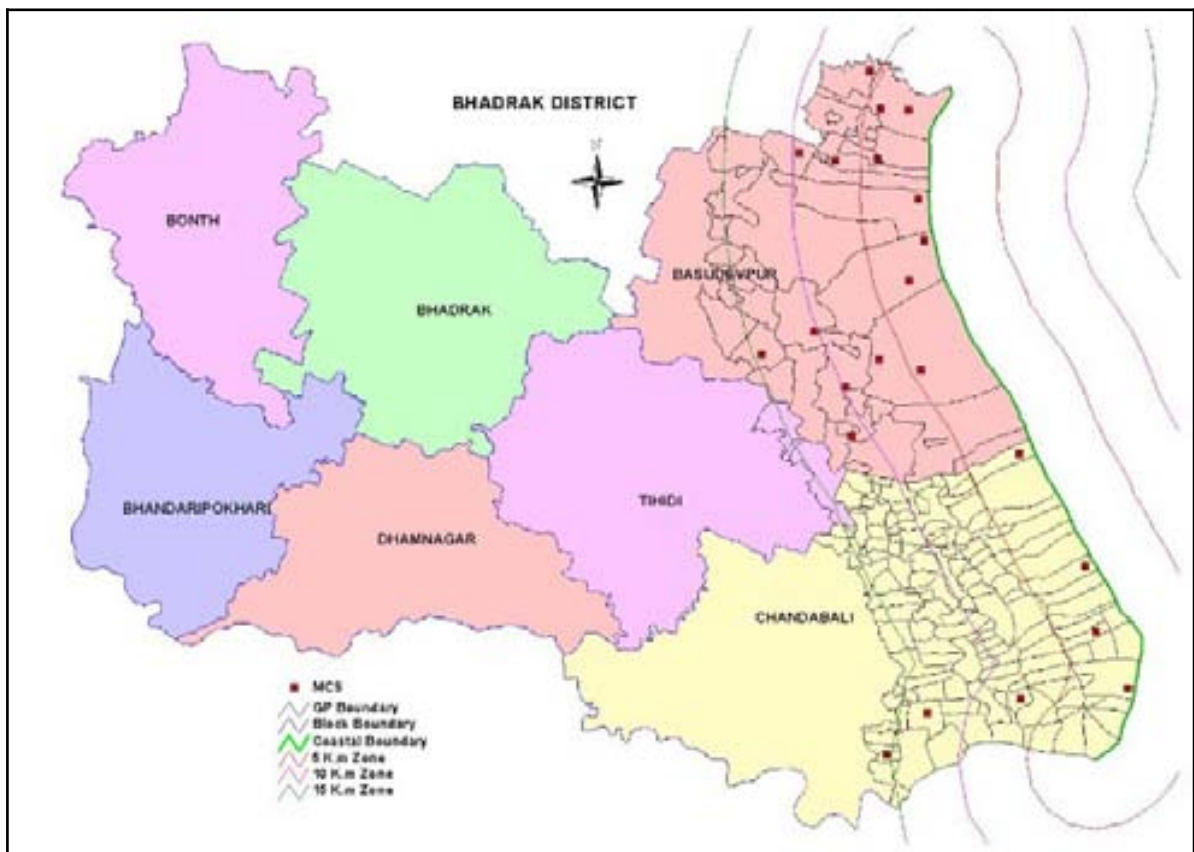 BHADRAK DISTRICT
N
BONTH
BASUDEVPUR
BHADRAK
TIHIDI
BHANDARIPOKHARI
DHAMNAGAR
CHANDABALI
MCS
GP Boundary
Block Boundary
Coastal Boundary
5 K.m Zone
10 K.m Zone
15 K.m Zone